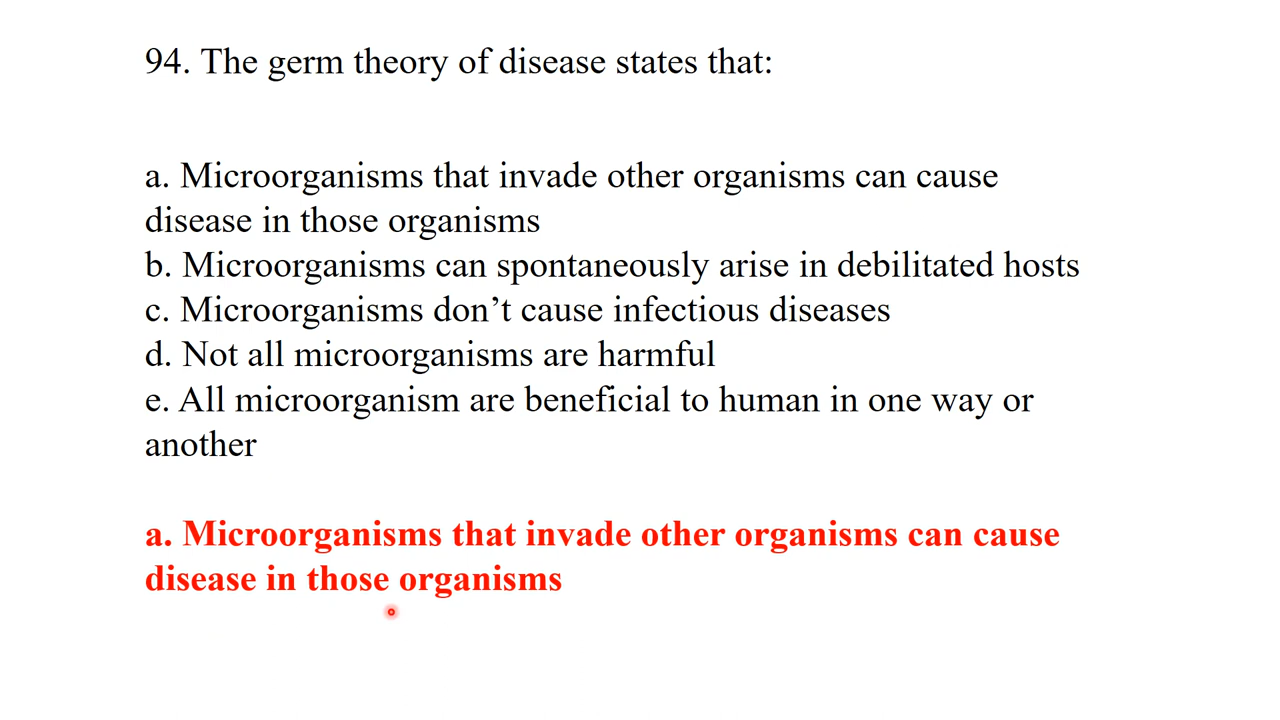 94. The germ theory of disease states that:
a. Microorganisms that invade other organisms can cause
disease in those organisms
b. Microorganisms can spontaneously arise in debilitated hosts
c. Microorganisms don’t cause infectious diseases
d. Not all microorganisms are harmful
e. All microorganism are beneficial to human in one way or
another
a. Microorganisms that invade other organisms can cause
disease in those organisms